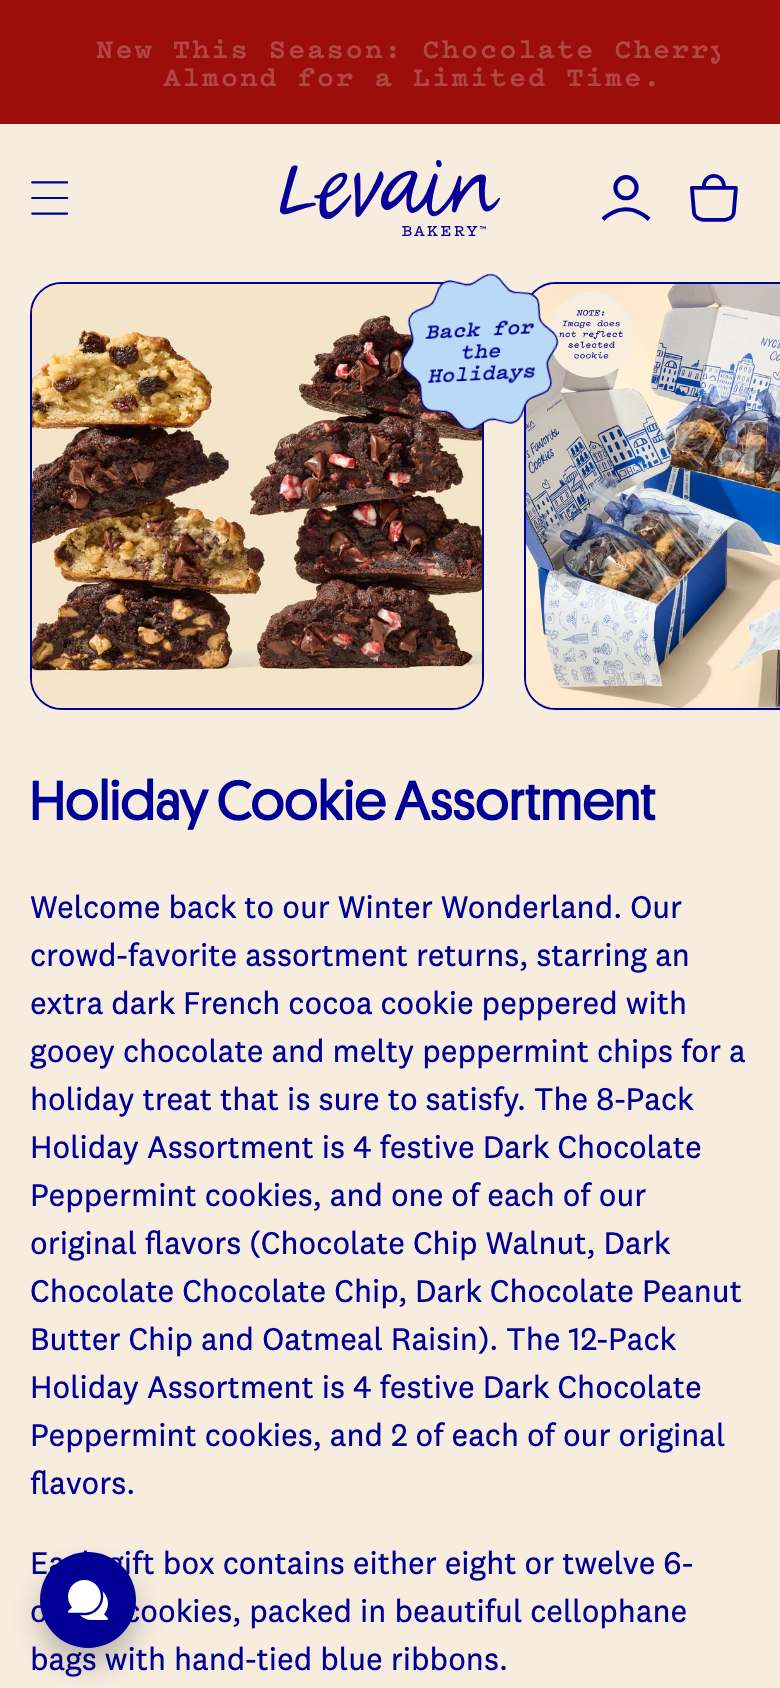 New This Season: Chocolate Cherry
Almond for a Limited Time.
Levain
BAKERY™
Back for
the
Holidays
NOTE:
Image does
not reflect
selected
cookie
Favorite
Cookies
Holiday Cookie Assortment
Welcome back to our Winter Wonderland. Our
crowd-favorite assortment returns, starring an
extra dark French cocoa cookie peppered with
gooey chocolate and melty peppermint chips for a
holiday treat that is sure to satisfy. The 8-Pack
Holiday Assortment is 4 festive Dark Chocolate
Peppermint cookies, and one of each of our
original flavors (Chocolate Chip Walnut, Dark
Chocolate Chocolate Chip, Dark Chocolate Peanut
Butter Chip and Oatmeal Raisin). The 12-Pack
Holiday Assortment is 4 festive Dark Chocolate
Peppermint cookies, and 2 of each of our original
flavors.
gift box contains either eight or twelve 6-
cookies, packed in beautiful cellophane
bags with hand-tied blue ribbons.